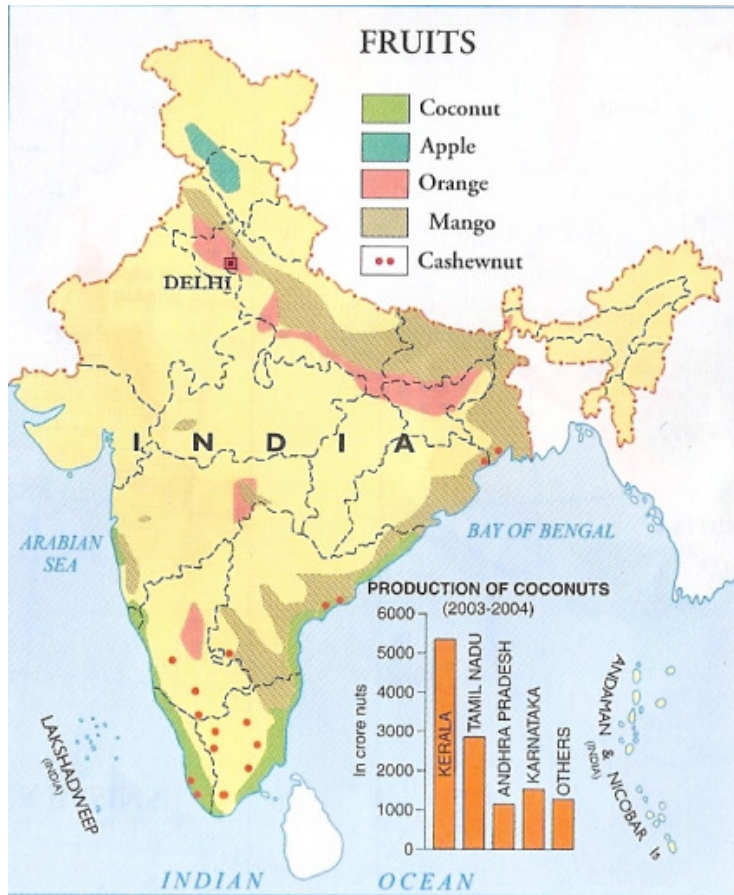 FRUITS
Coconut
Apple
Orange
Mango
Cashewnut
DELHI
I N D I A
ARABIAN
SEA
BAY OF BENGAL
PRODUCTION OF COCONUTS
(2003-2004)
6000
5000
4000
3000
2000
1000
0
In crore nuts
KERALA
TAMIL NADU
ANDHRA PRADESH
KARNATAKA
OTHERS
LAKSHADWEEP
(INDIA)
ANDAMAN & NICOBAR Is
(INDIA)
INDIAN OCEAN